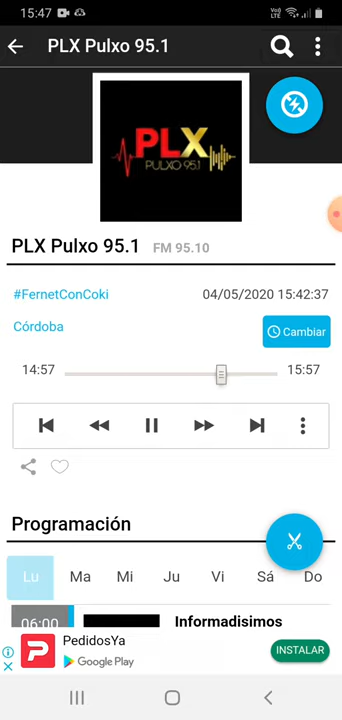 15:47
Vo) LTE
PLX Pulxo 95.1
PLX
PULXO 95.1
PLX Pulxo 95.1 FM 95.10
#FernetConCoki 04/05/2020 15:42:37
Córdoba Cambiar
14:57 15:57
Programación
Lu Ma Mi Ju Vi Sá Do
06:00 Informadisimos
PedidosYa
Google Play
INSTALAR